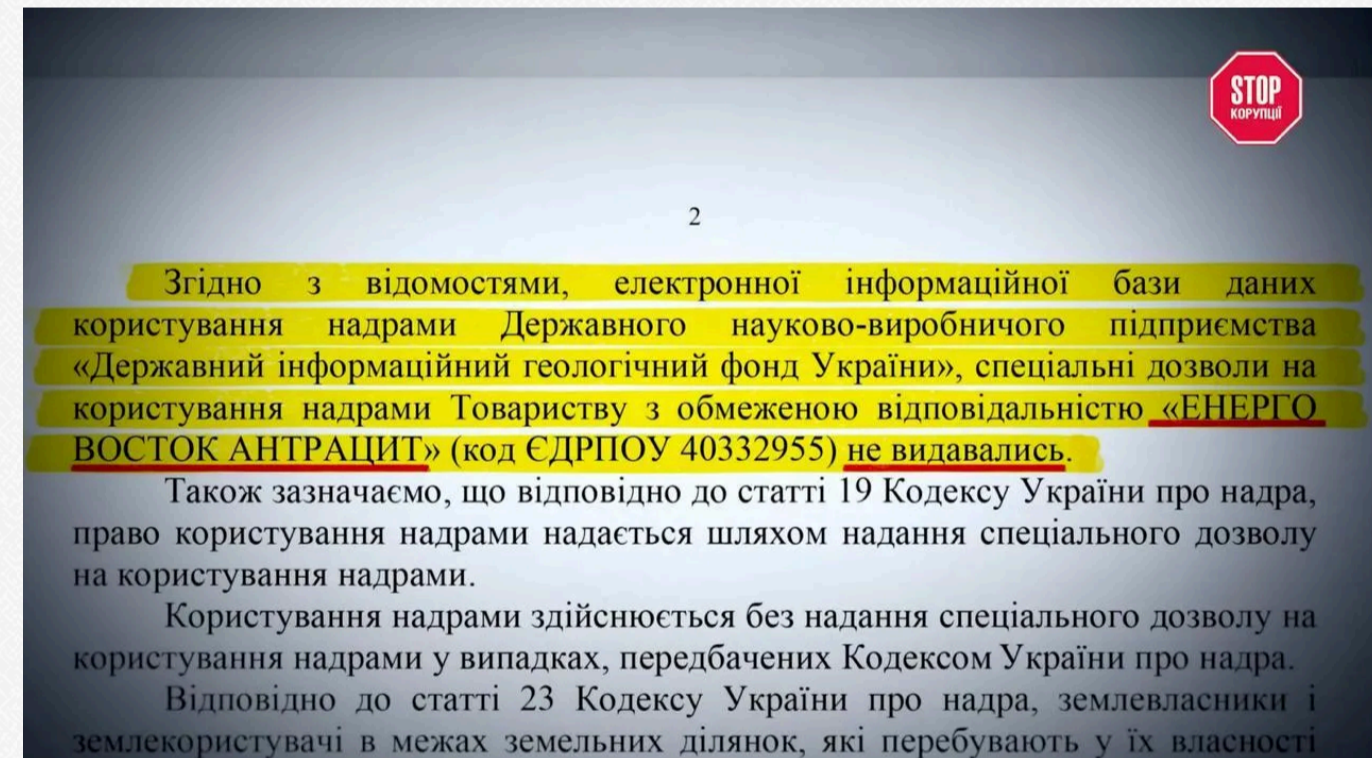 STOP
КОРУПЦІЇ
2
Згідно з відомостями, електронної інформаційної бази даних
користування надрами Державного науково-виробничого підприємства
«Державний інформаційний геологічний фонд України», спеціальні дозволи на
користування надрами Товариству з обмеженою відповідальністю «ЕНЕРГО
ВОСТОК АНТРАЦИТ» (код ЄДРПОУ 40332955) не видавались.
Також зазначаємо, що відповідно до статті 19 Кодексу України про надра,
право користування надрами надається шляхом надання спеціального дозволу
на користування надрами.
Користування надрами здійснюється без надання спеціального дозволу на
користування надрами у випадках, передбачених Кодексом України про надра.
Відповідно до статті 23 Кодексу України про надра, землевласники і
землекористувачі в межах земельних ділянок, які перебувають у їх власності